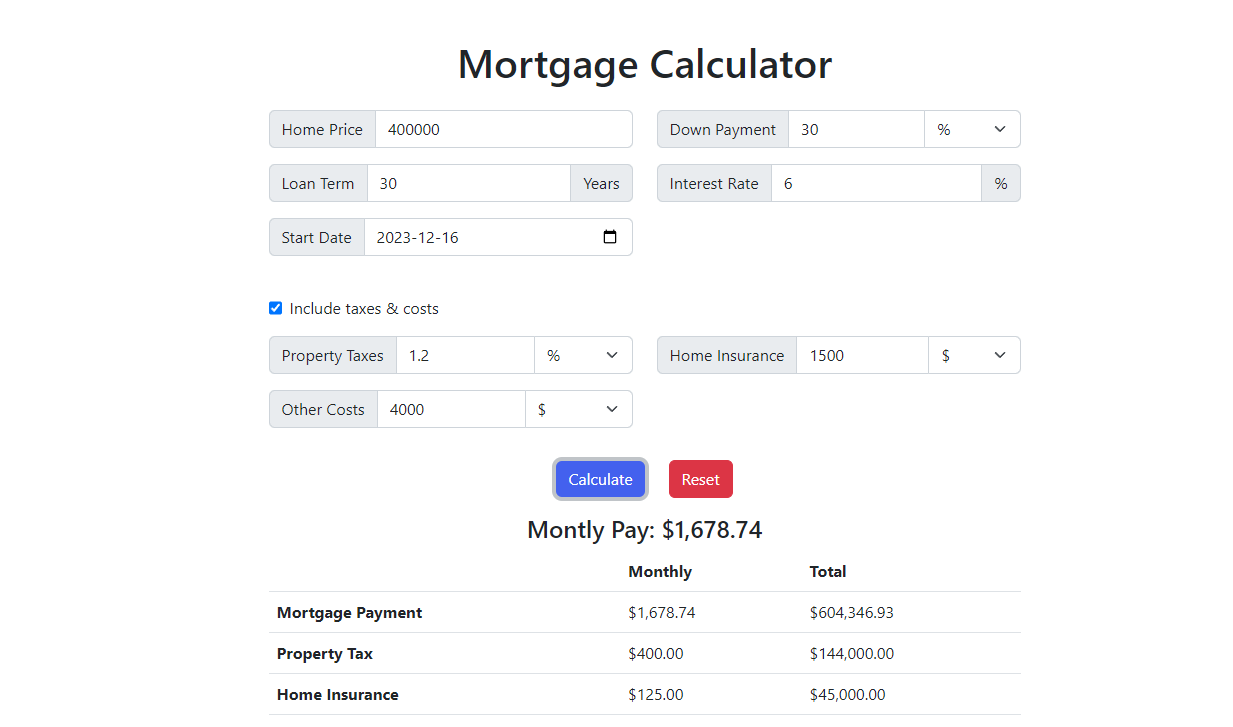 Mortgage Calculator
Home Price 400000 Down Payment 30 %
Loan Term 30 Years Interest Rate 6 %
Start Date 2023-12-16
Include taxes & costs
Property Taxes 1.2 % Home Insurance 1500 $
Other Costs 4000 $
Calculate Reset
Montly Pay: $1,678.74
Monthly Total
Mortgage Payment $1,678.74 $604,346.93
Property Tax $400.00 $144,000.00
Home Insurance $125.00 $45,000.00